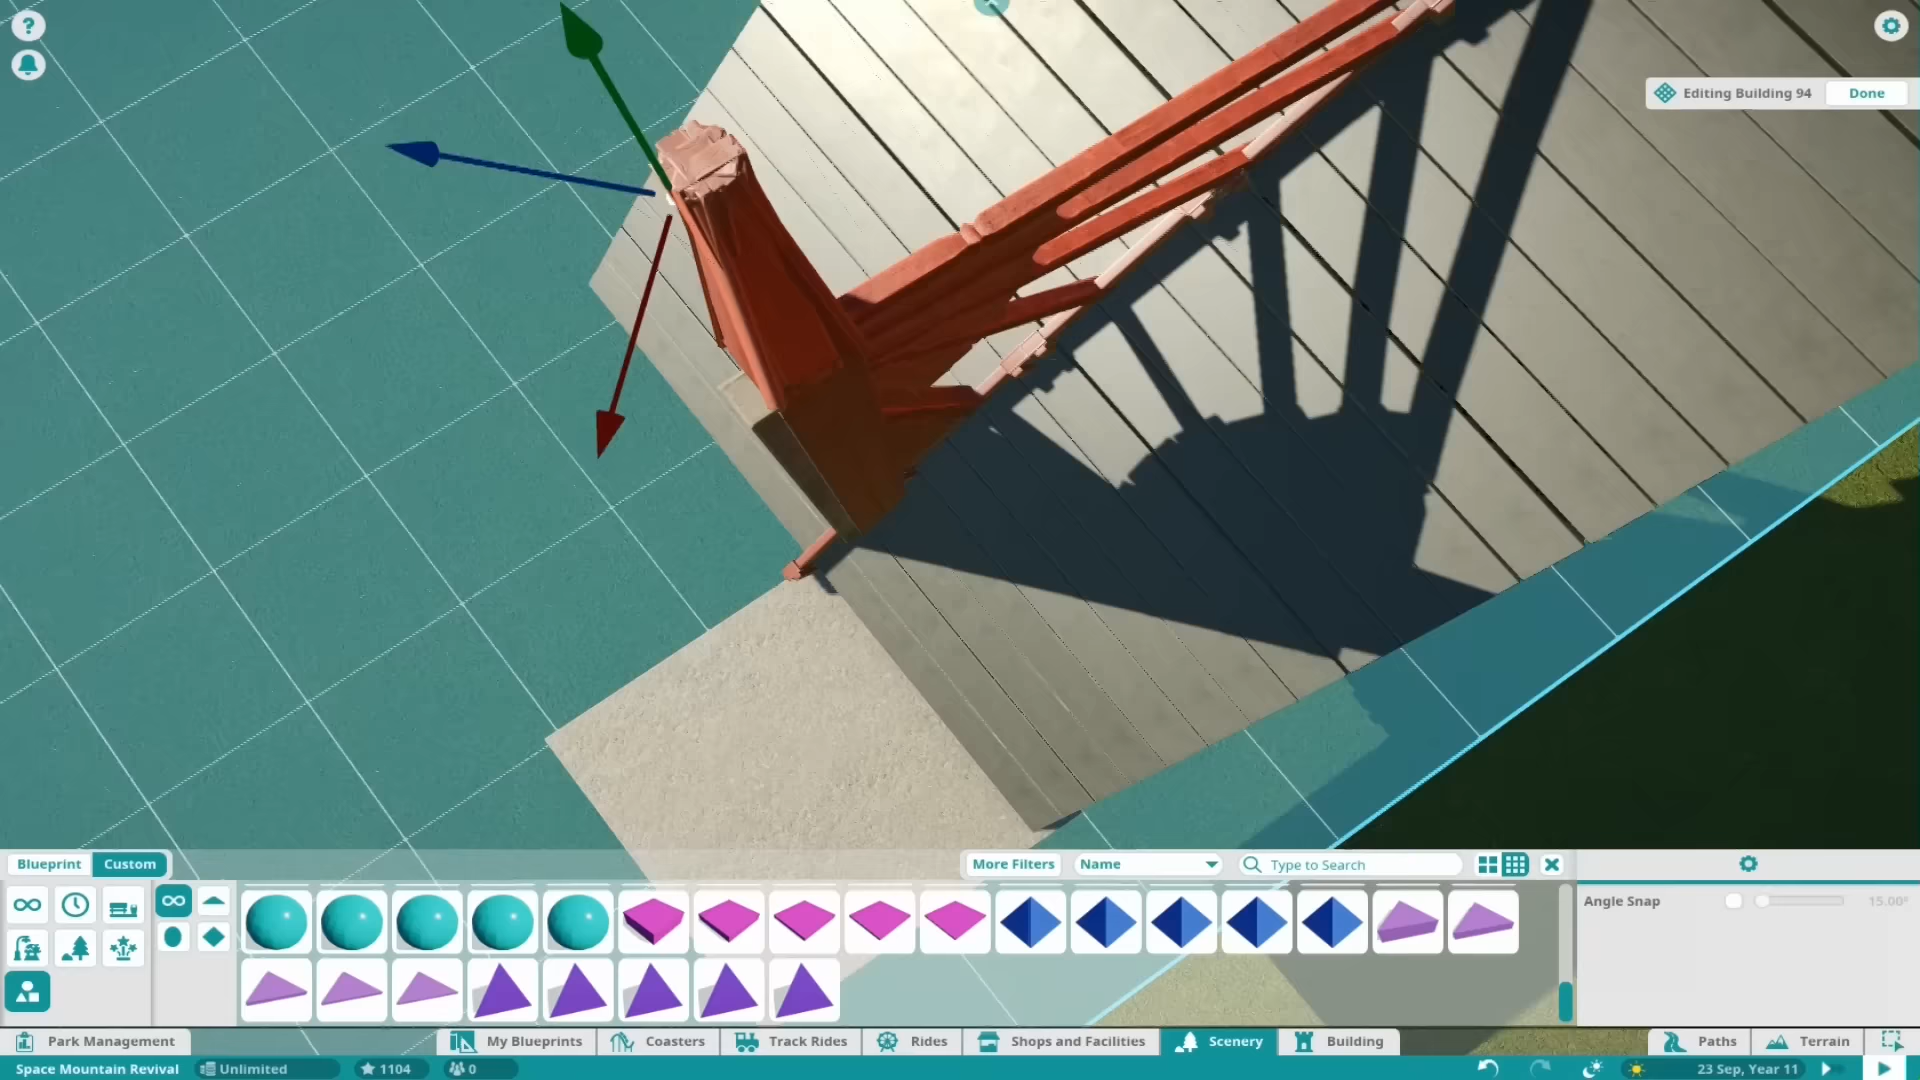 ?
Editing Building 94 Done
Blueprint Custom
More Filters Name Type to Search
Angle Snap 15.00°
Park Management My Blueprints Coasters Track Rides Rides Shops and Facilities Scenery Building Paths Terrain
Space Mountain Revival Unlimited 1104 0 23 Sep, Year 11